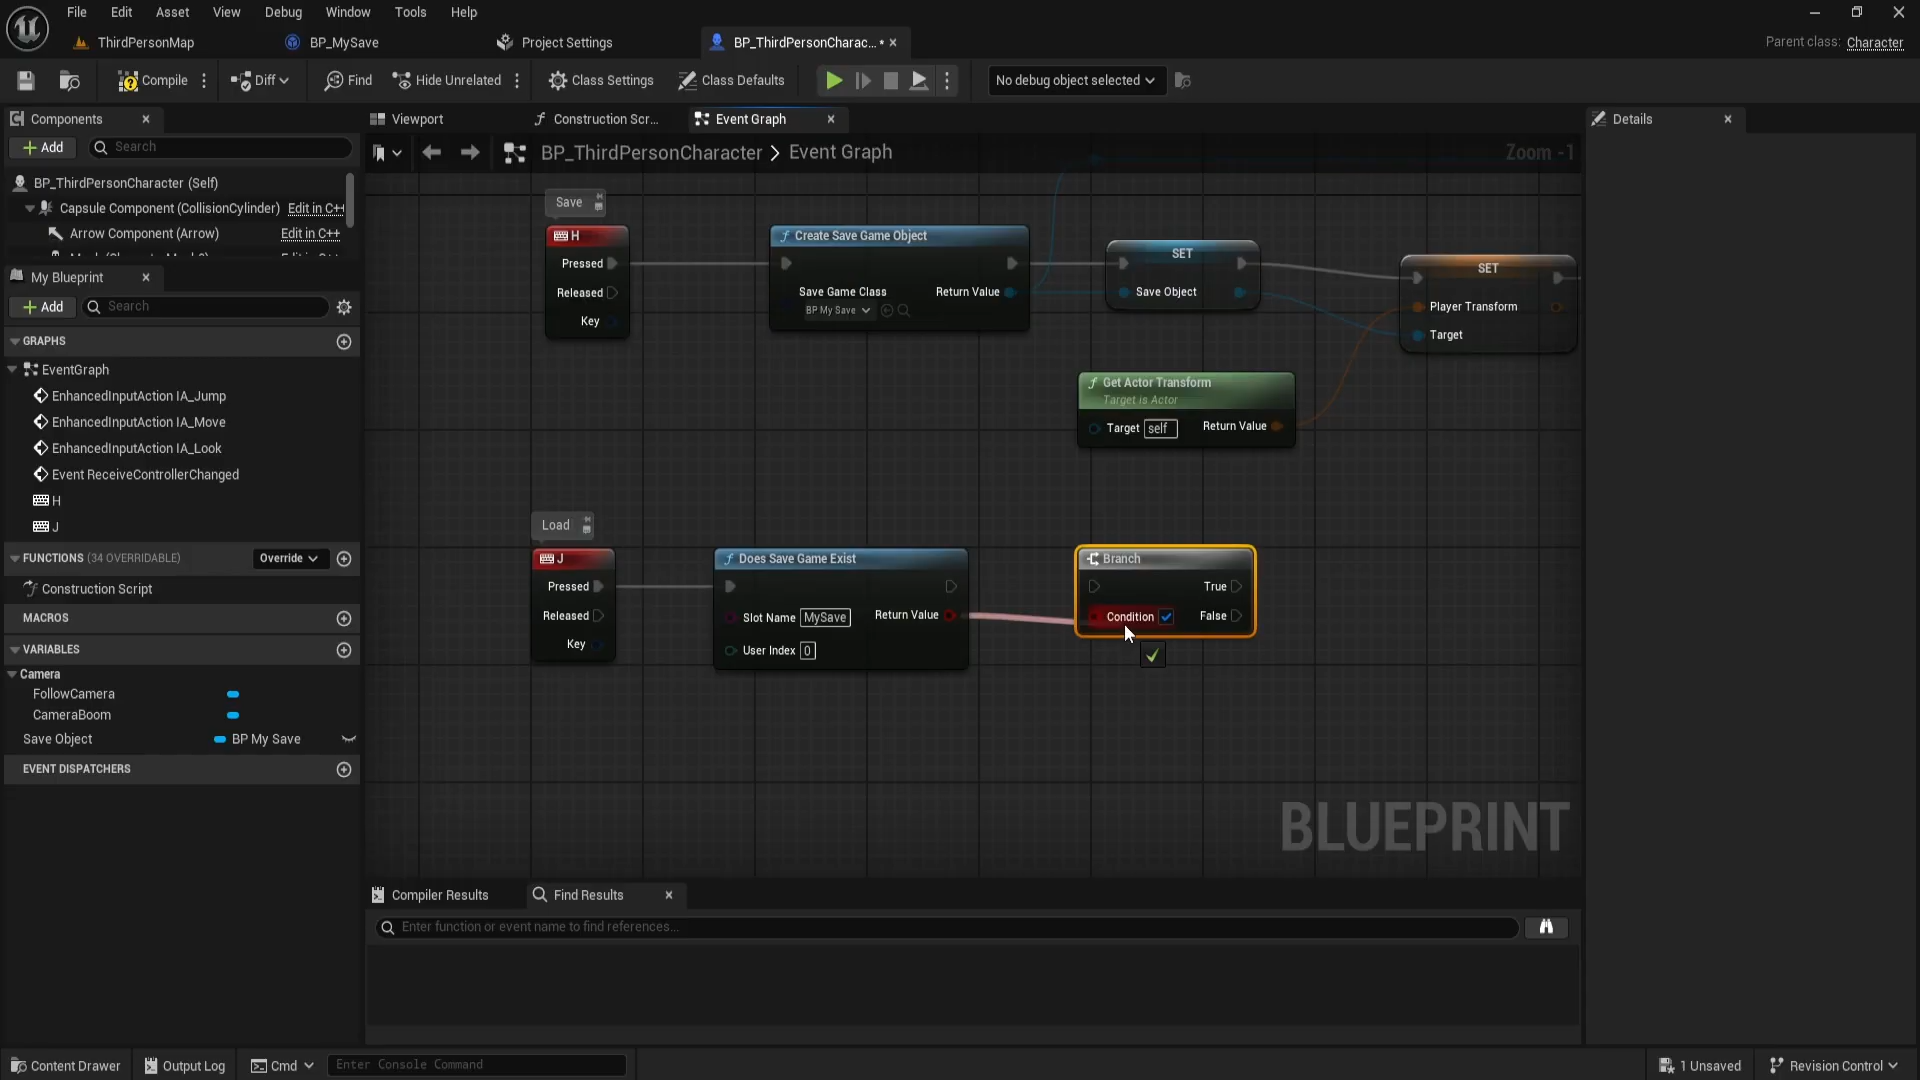 File Edit Asset View Debug Window Tools Help
ThirdPersonMap BP_MySave Project Settings BP_ThirdPersonCharac... •
Parent class: Character
Compile Diff Find Hide Unrelated Class Settings Class Defaults No debug object selected
Components
Add Search
BP_ThirdPersonCharacter (Self)
Capsule Component (CollisionCylinder) Edit in C++
Arrow Component (Arrow) Edit in C++
My Blueprint
Add Search
GRAPHS
EventGraph
EnhancedInputAction IA_Jump
EnhancedInputAction IA_Move
EnhancedInputAction IA_Look
Event ReceiveControllerChanged
H
J
FUNCTIONS (34 OVERRIDABLE) Override
Construction Script
MACROS
VARIABLES
Camera
FollowCamera
CameraBoom
Save Object BP My Save
EVENT DISPATCHERS
Viewport Construction Scr... Event Graph
BP_ThirdPersonCharacter > Event Graph Zoom -1
Save
H
Pressed
Released
Key
Create Save Game Object
Save Game Class Return Value
BP My Save
SET
Save Object
SET
Player Transform
Target
Get Actor Transform
Target is Actor
Target self Return Value
Load
J
Pressed
Released
Key
Does Save Game Exist
Slot Name MySave Return Value
User Index 0
Branch
True
Condition False
BLUEPRINT
Compiler Results Find Results
Enter function or event name to find references...
Details
Content Drawer Output Log Cmd Enter Console Command 1 Unsaved Revision Control